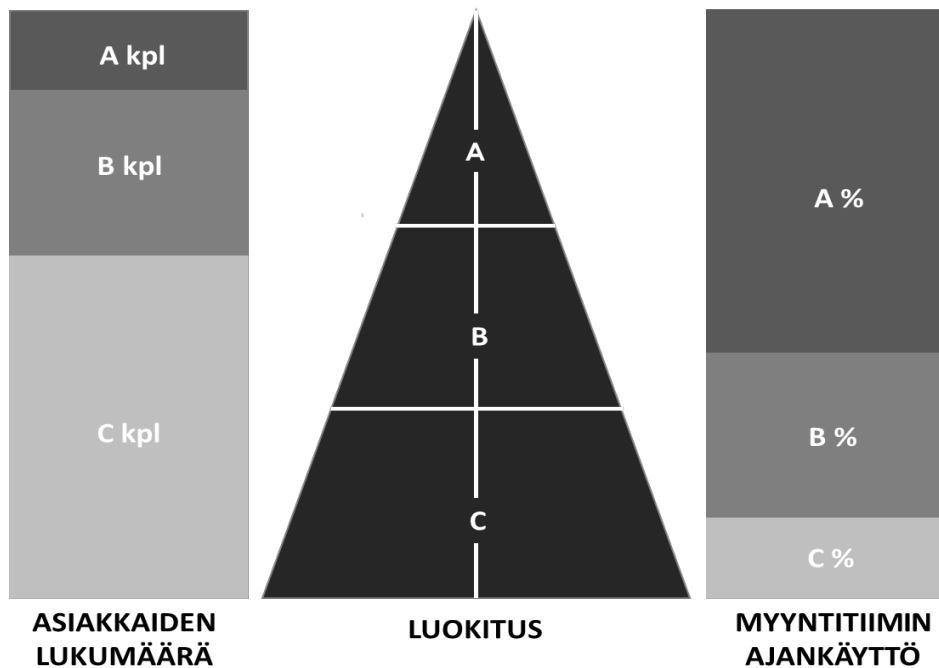 A kpl
B kpl
C kpl
A
B
C
A %
B %
C %
ASIAKKAIDEN
LUKUMÄÄRÄ
LUOKITUS
MYYNTITIIMIN
AJANKÄYTTÖ